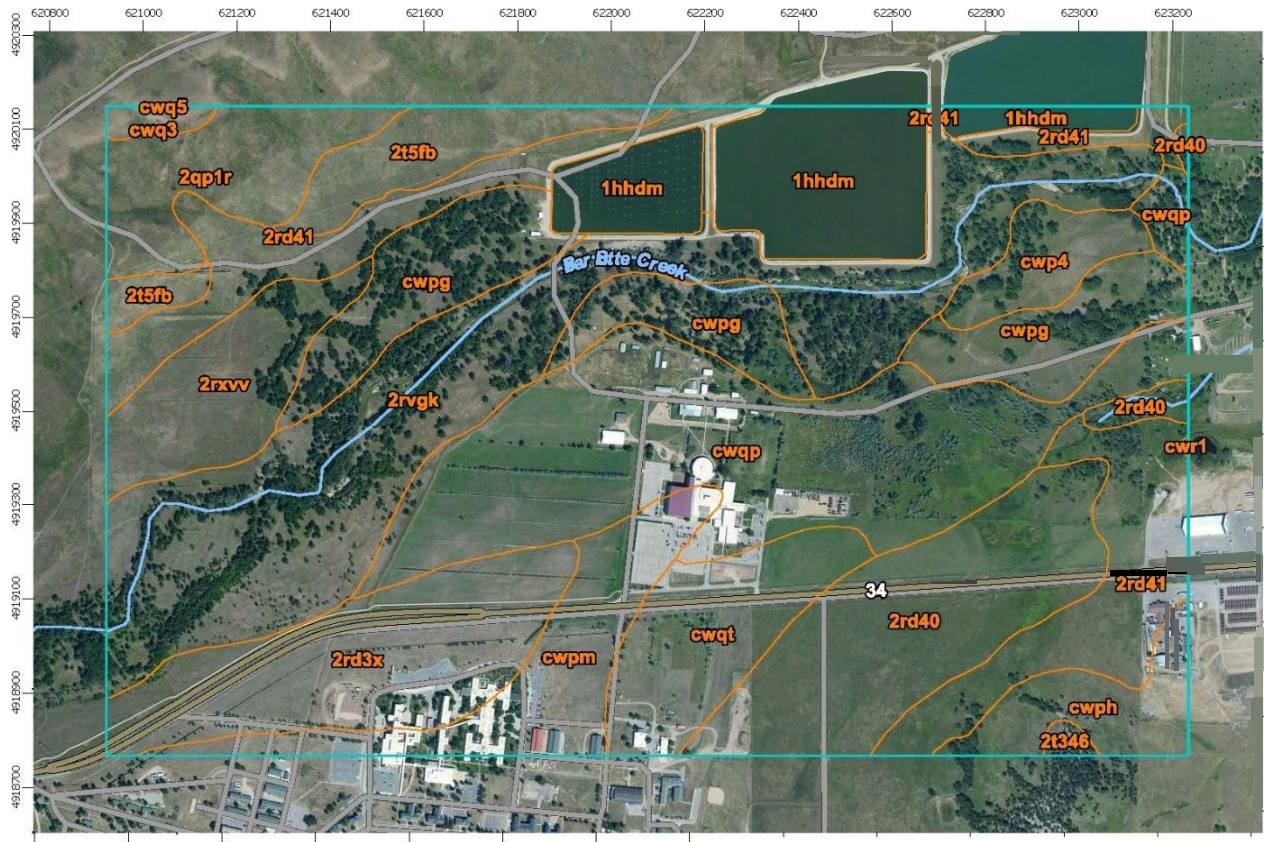 620800 621000 621200 621400 621600 621800 622000 622200 622400 622600 622800 623000 623200
4920300
4920100
4919900
4919700
4919500
4919300
4919100
4918900
4918700
cwq5
cwq3
2rd41
1hhdm
2rd41
2rd40
2t5fb
2qp1r
1hhdm
1hhdm
cwqp
2rd41
Bar Btte Creek
cwp4
cwpg
2t5fb
cwpg
cwpg
2rxvv
2rvgk
2rd40
cwqp
cwr1
34
2rd41
2rd40
cwqt
2rd3x
cwpm
cwph
2t346